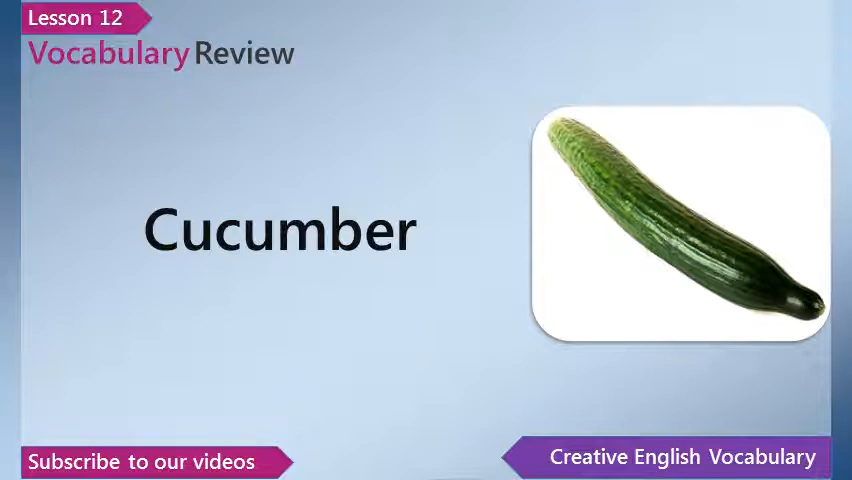 Lesson 12
Vocabulary Review
Cucumber
Subscribe to our videos
Creative English Vocabulary